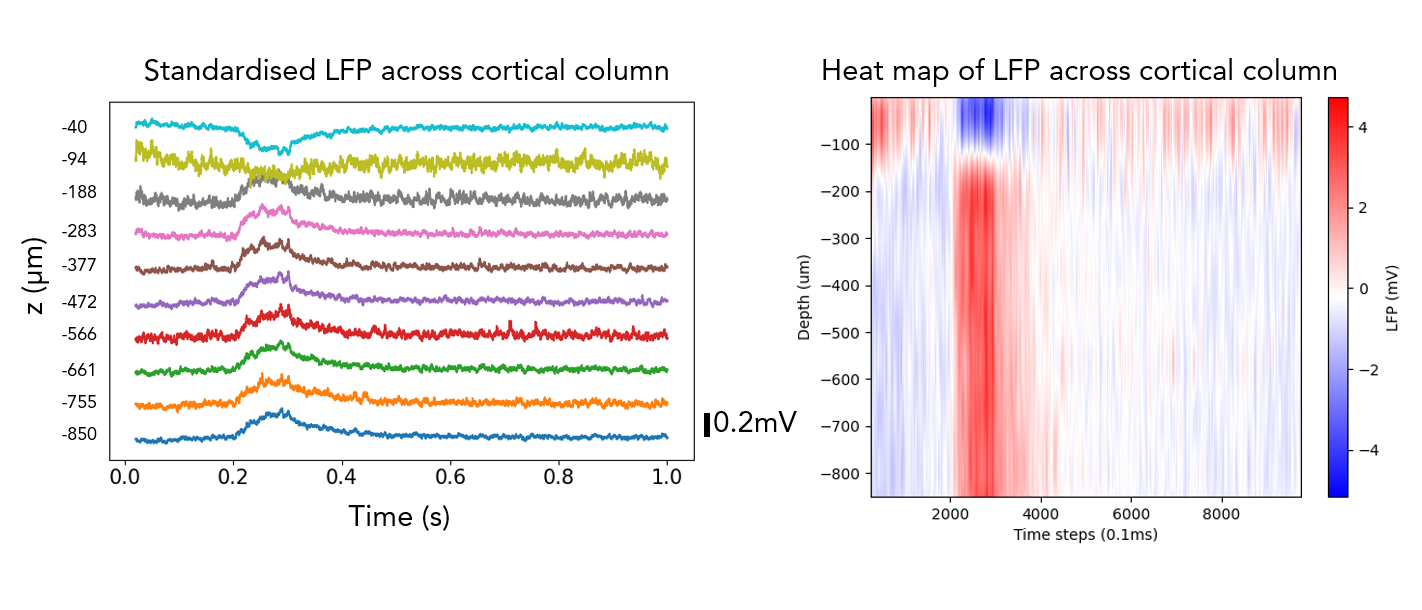 Standardised LFP across cortical column
z (μm)
-40
-94
-188
-283
-377
-472
-566
-661
-755
-850
0.0 0.2 0.4 0.6 0.8 1.0
Time (s)
0.2mV
Heat map of LFP across cortical column
Depth (um)
−100
−200
−300
−400
−500
−600
−700
−800
2000 4000 6000 8000
Time steps (0.1ms)
4
2
0
−2
−4
LFP (mV)